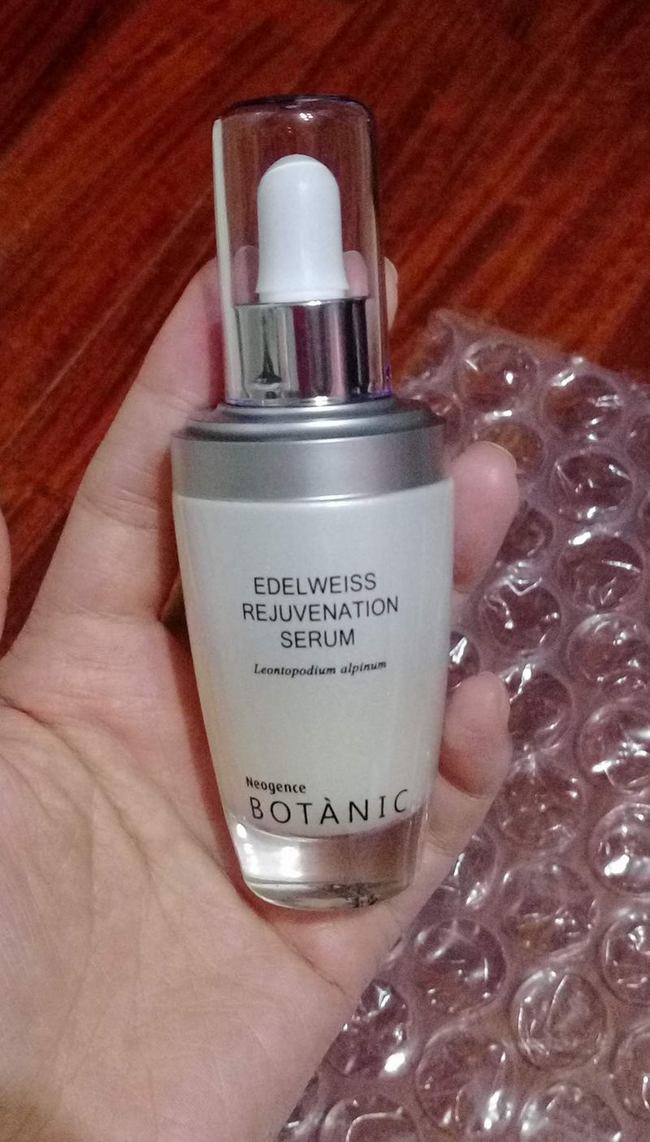 EDELWEISS
REJUVENATION
SERUM
Leontopodium alpinum
Neogence
BOTÀNIC